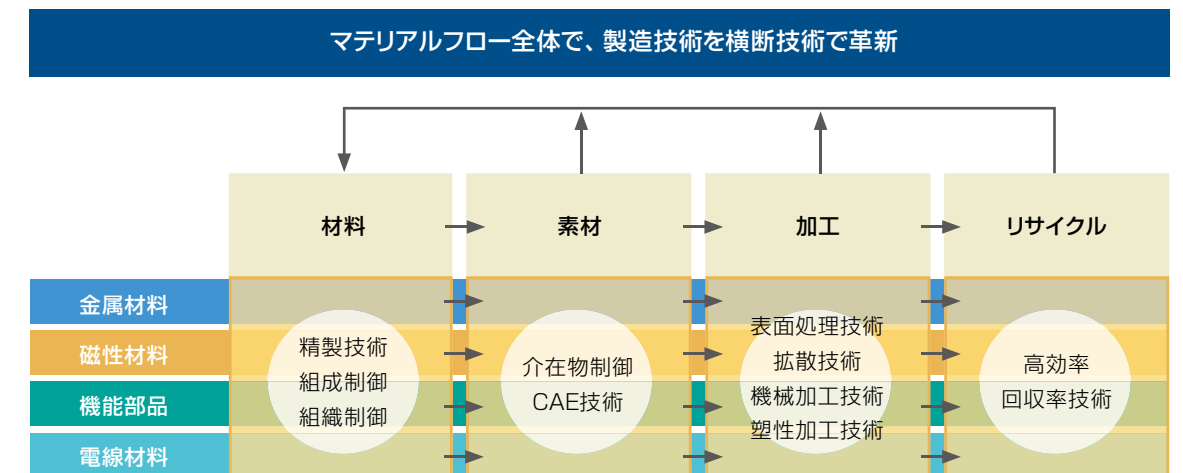 マテリアルフロー全体で、製造技術を横断技術で革新
材料
素材
加工
リサイクル
金属材料
磁性材料
機能部品
電線材料
精製技術
組成制御
組織制御
介在物制御
CAE技術
表面処理技術
拡散技術
機械加工技術
塑性加工技術
高効率
回収率技術